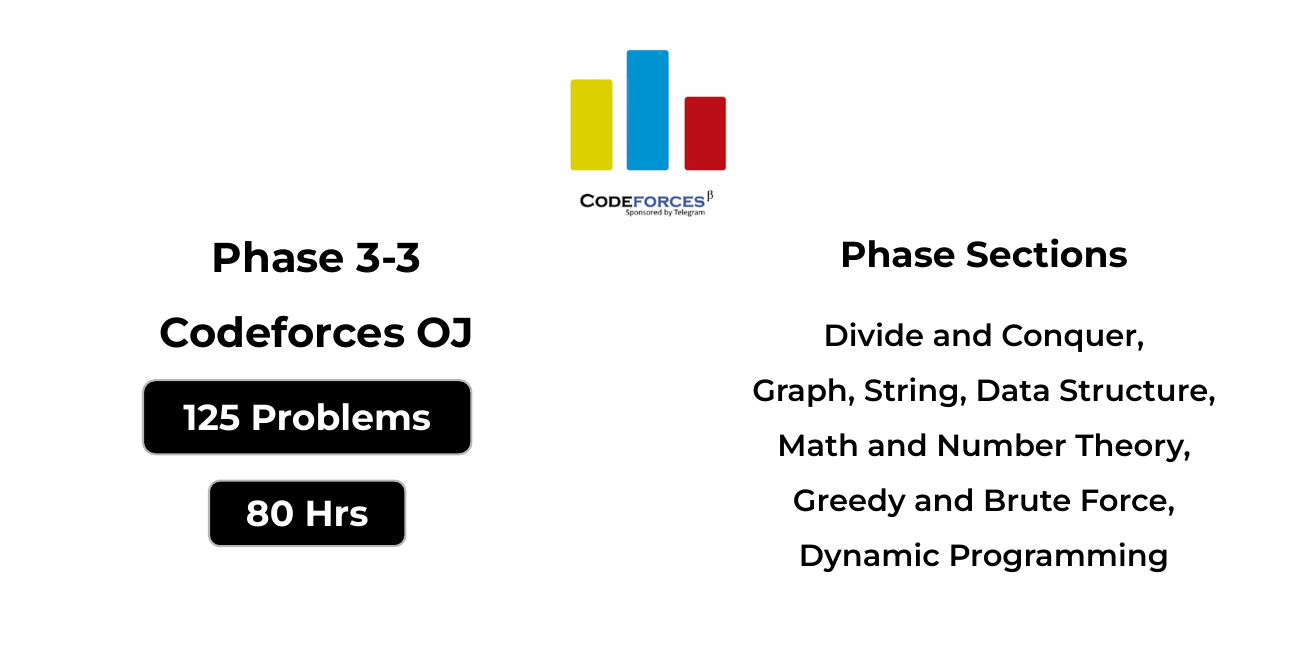 CODEFORCES β
Sponsored by Telegram
Phase 3-3
Codeforces OJ
125 Problems
80 Hrs
Phase Sections
Divide and Conquer,
Graph, String, Data Structure,
Math and Number Theory,
Greedy and Brute Force,
Dynamic Programming